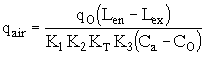 q_air = q_O(L_en − L_ex) / K_1 K_2 K_T K_3(C_a − C_O)